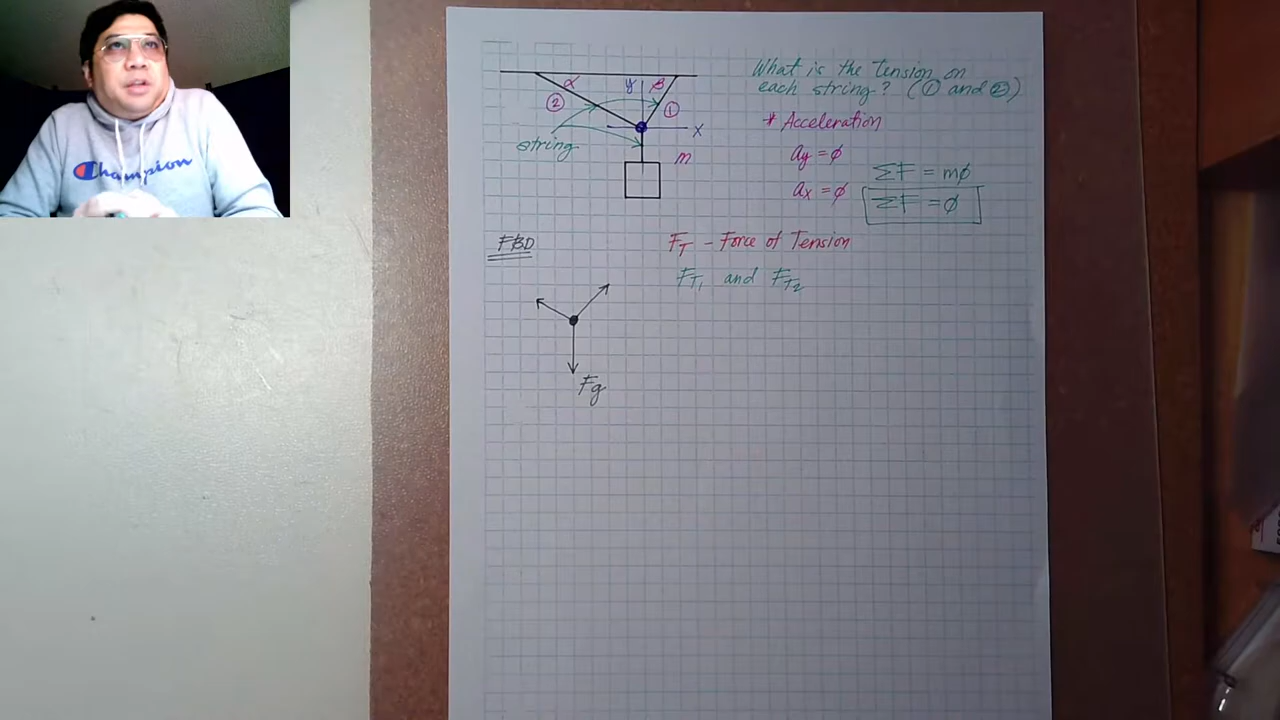 Champion
α
y
β
②
①
x
string
m
What is the Tension on
each string? (① and ②)
* Acceleration
ay = ϕ
ax = ϕ
ΣF = mϕ
ΣF = ϕ
FBD
FT - Force of Tension
FT1 and FT2
Fg